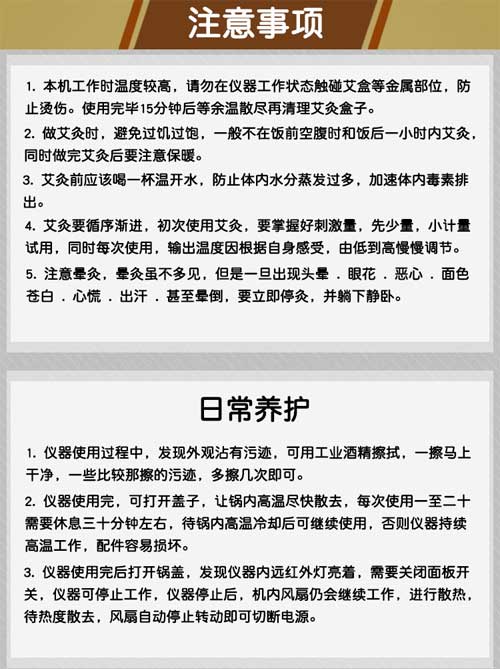 注意事项
1. 本机工作时温度较高，请勿在仪器工作状态触碰艾盒等金属部位，防
止烫伤。使用完毕15分钟后等余温散尽再清理艾灸盒子。
2. 做艾灸时，避免过饥过饱，一般不在饭前空腹时和饭后一小时内艾灸，
同时做完艾灸后要注意保暖。
3. 艾灸前应该喝一杯温开水，防止体内水分蒸发过多，加速体内毒素排
出。
4. 艾灸要循序渐进，初次使用艾灸，要掌握好刺激量，先少量，小计量
试用，同时每次使用，输出温度因根据自身感受，由低到高慢慢调节。
5. 注意晕灸，晕灸虽不多见，但是一旦出现头晕 . 眼花 . 恶心 . 面色
苍白 . 心慌 . 出汗 . 甚至晕倒，要立即停灸，并躺下静卧。
日常养护
1. 仪器使用过程中，发现外观沾有污迹，可用工业酒精擦拭，一擦马上
干净，一些比较那擦的污迹，多擦几次即可。
2. 仪器使用完，可打开盖子，让锅内高温尽快散去，每次使用一至二十
需要休息三十分钟左右，待锅内高温冷却后可继续使用，否则仪器持续
高温工作，配件容易损坏。
3. 仪器使用完后打开锅盖，发现仪器内远红外灯亮着，需要关闭面板开
关，仪器可停止工作，仪器停止后，机内风扇仍会继续工作，进行散热，
待热度散去，风扇自动停止转动即可切断电源。